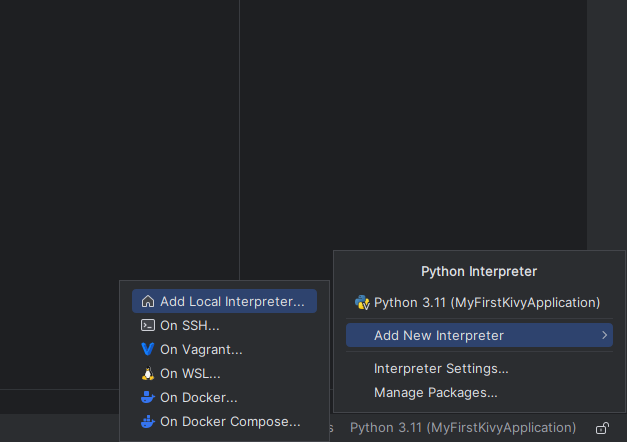 Python Interpreter
Python 3.11 (MyFirstKivyApplication)
Add New Interpreter
Interpreter Settings...
Manage Packages...
Add Local Interpreter...
On SSH...
On Vagrant...
On WSL...
On Docker...
On Docker Compose...
Python 3.11 (MyFirstKivyApplication)